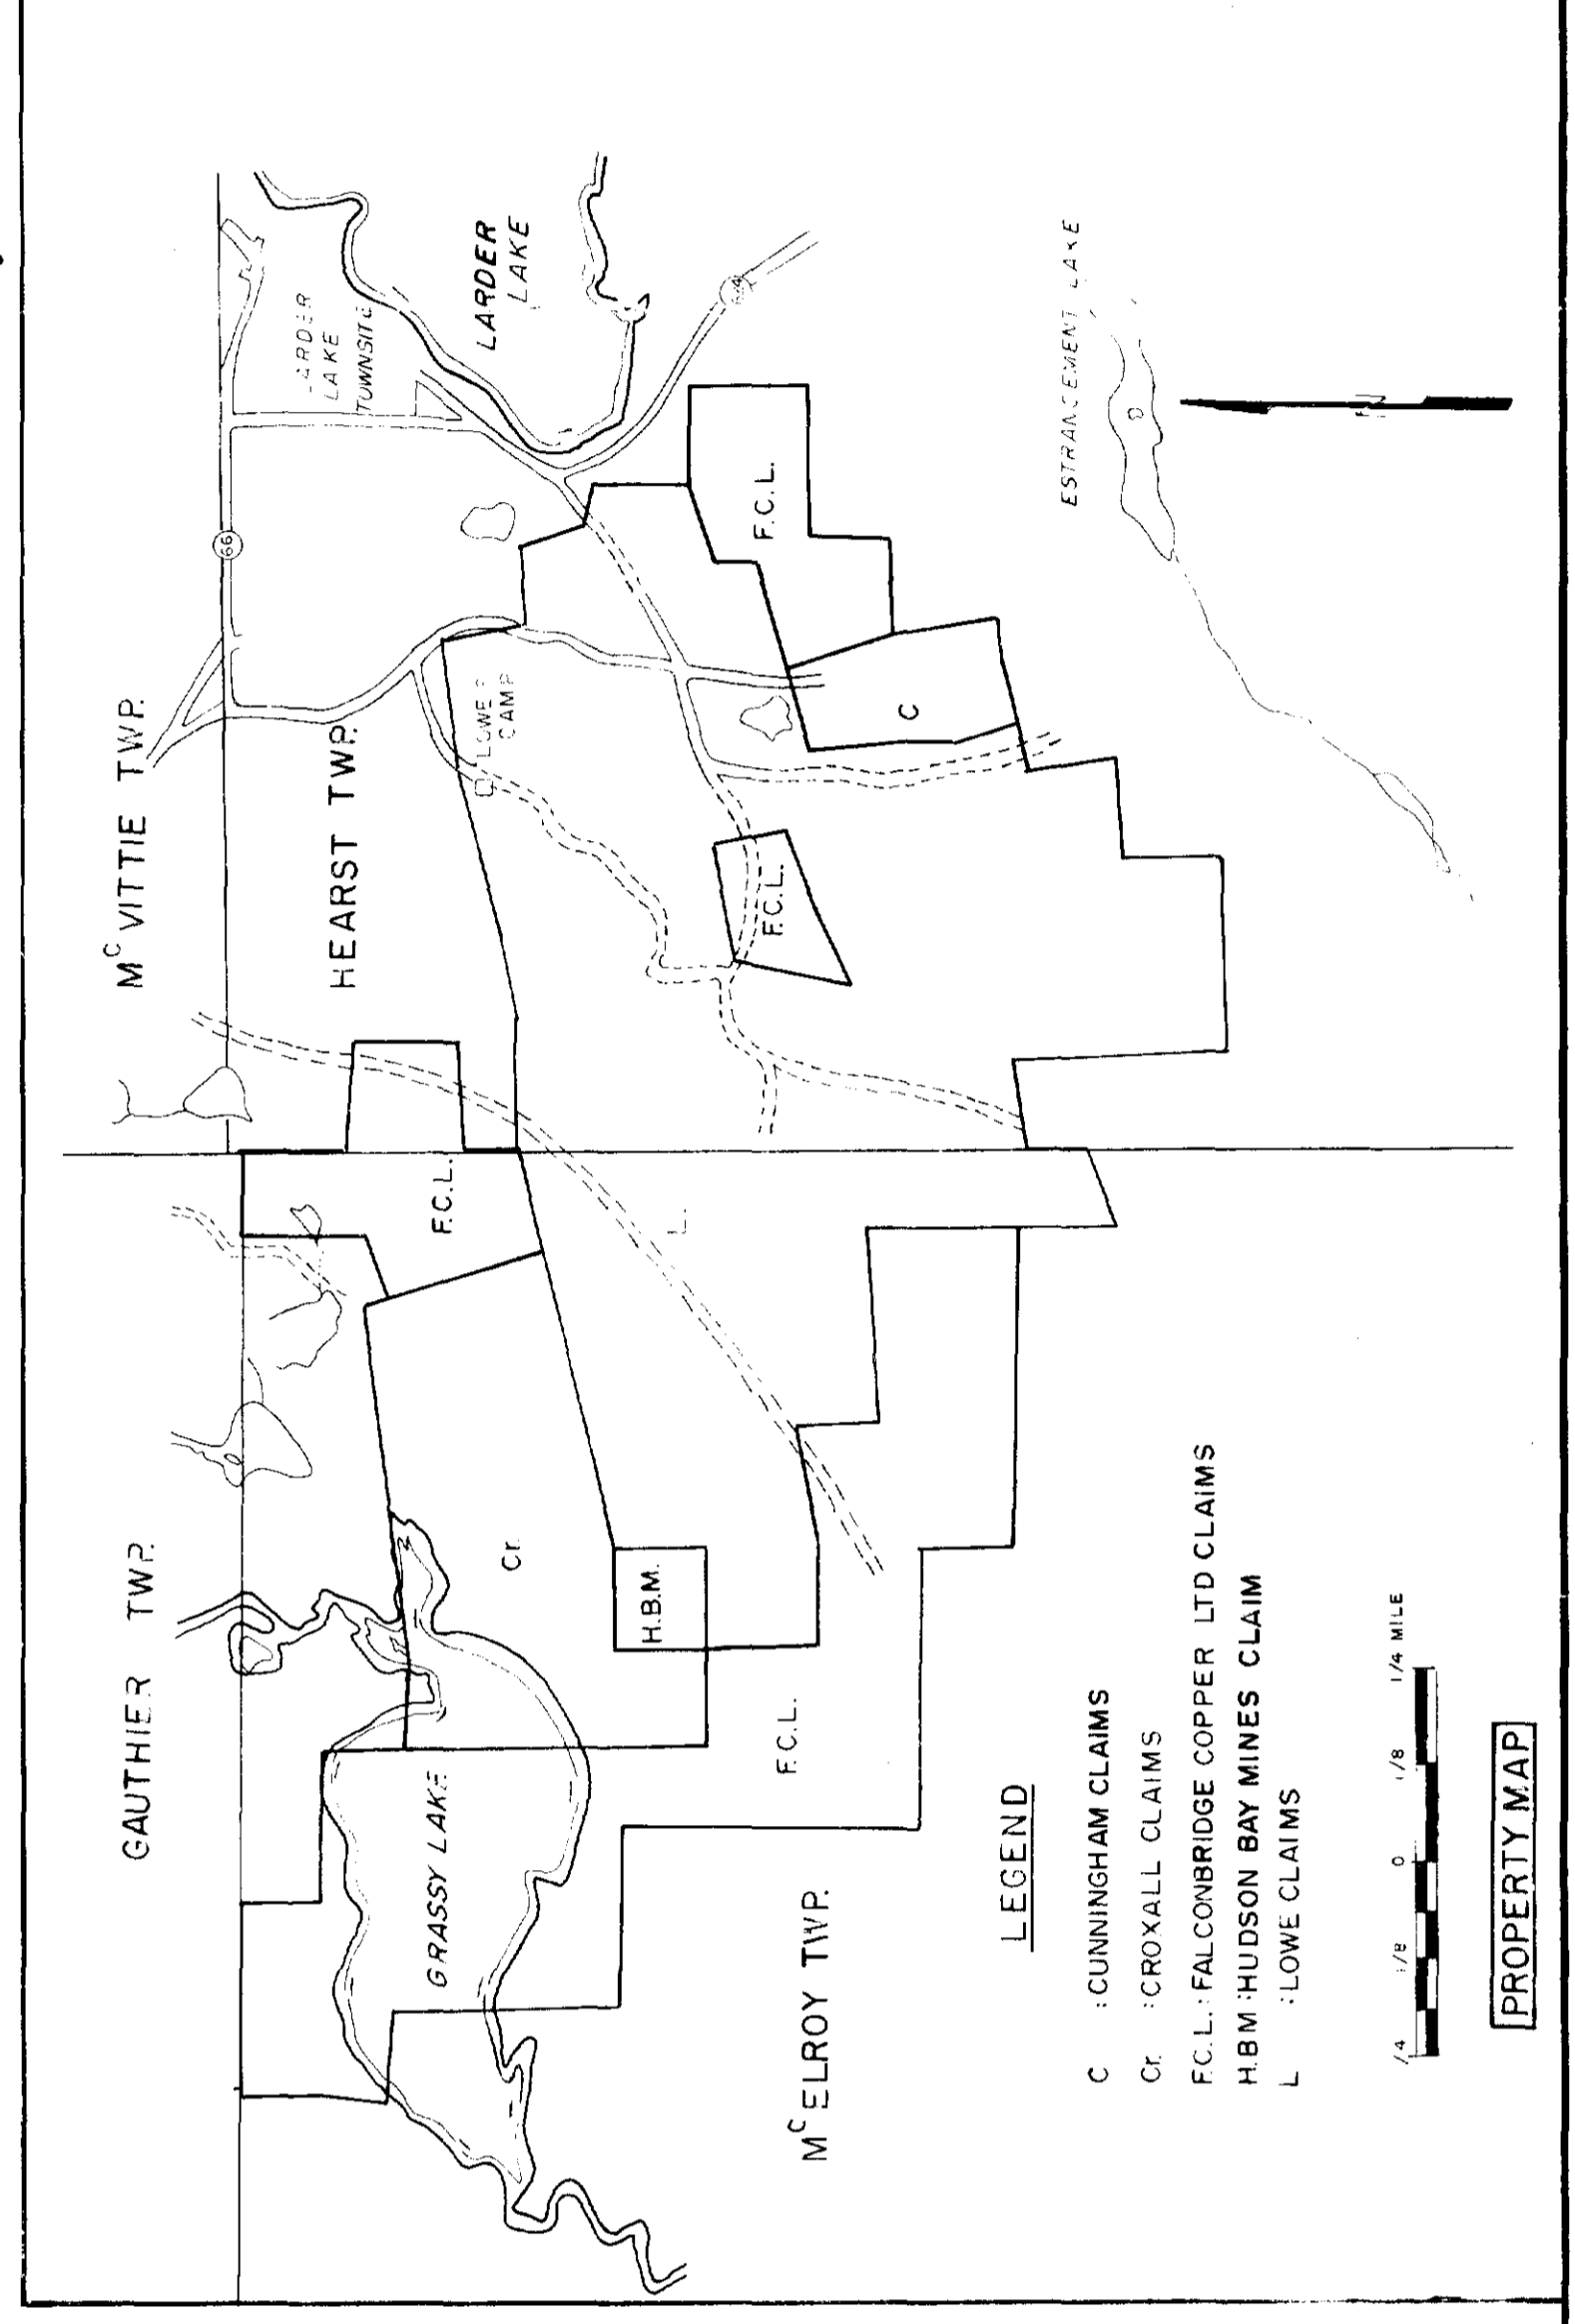 McVITTIE TWP.
GAUTHIER TWP.
HEARST TWP.
66
ARDER
LAKE
TOWNSITE
LARDER
LAKE
LOWE
CAMP
F.C.L.
F.C.L.
C
F.C.L.
L.
Cr.
H.B.M.
F.C.L.
GRASSY LAKE
McELROY TWP.
ESTRANGEMENT LAKE
N
LEGEND
C :CUNNINGHAM CLAIMS
Cr. :CROXALL CLAIMS
F.C.L.:FALCONBRIDGE COPPER LTD CLAIMS
H.B.M :HUDSON BAY MINES CLAIM
L :LOWE CLAIMS
1/4 1/8 0 1/8 1/4 MILE
PROPERTY MAP